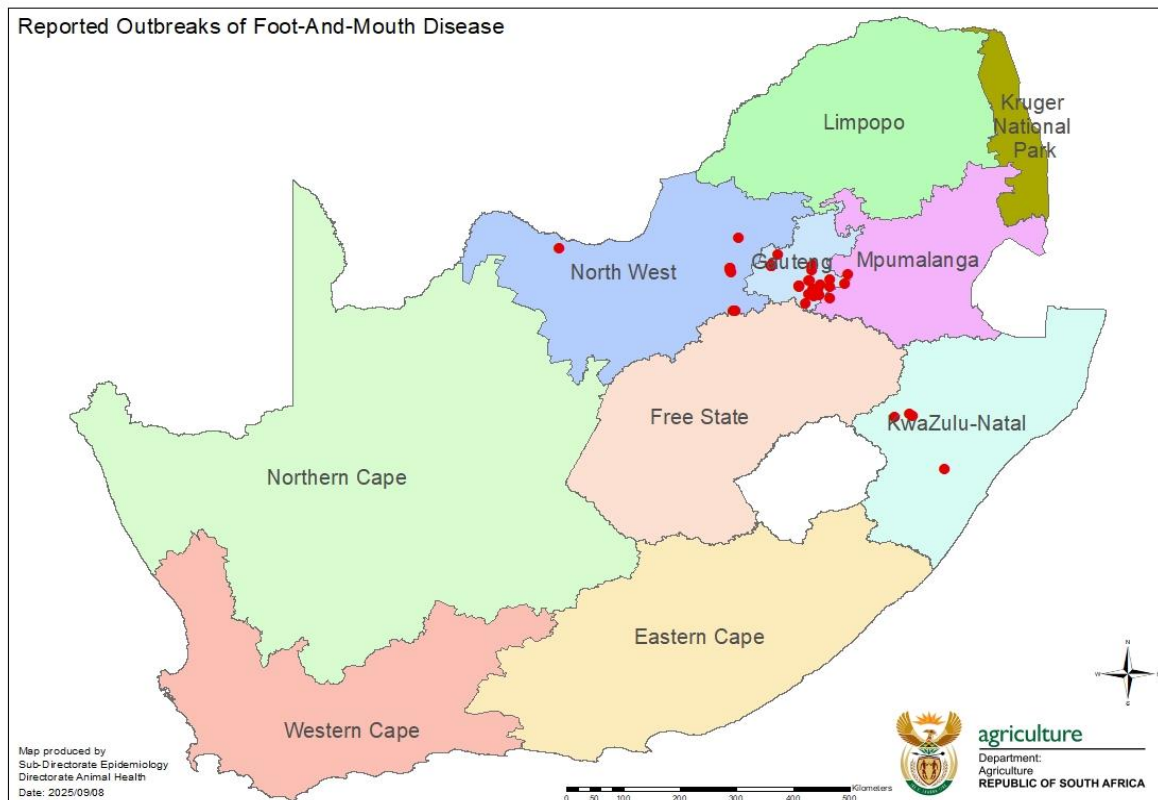 Reported Outbreaks of Foot-And-Mouth Disease
Limpopo
Kruger
National
Park
North West
Gauteng
Mpumalanga
Free State
KwaZulu-Natal
Northern Cape
Eastern Cape
Western Cape
N
W
S
Map produced by
Sub-Directorate Epidemiology
Directorate Animal Health
Date: 2025/09/08
agriculture
Department:
Agriculture
REPUBLIC OF SOUTH AFRICA
Kilometers
0 50 100 200 300 400 500